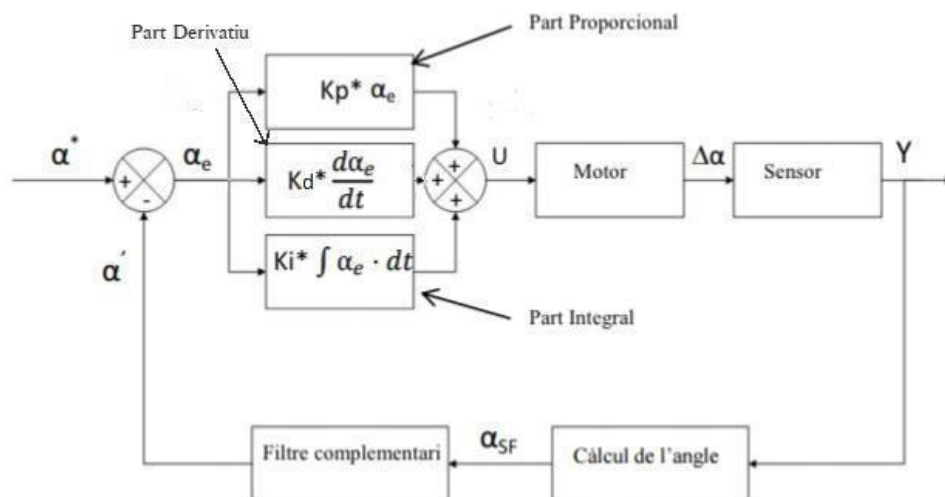 Part Proporcional
Part Derivatiu
Kp* αₑ
α*
αₑ
+
-
Kd* dαₑ/dt
+
+
+
U
Motor
Δα
Sensor
Y
α´
Ki* ∫ αₑ · dt
Part Integral
Filtre complementari
α_SF
Càlcul de l'angle